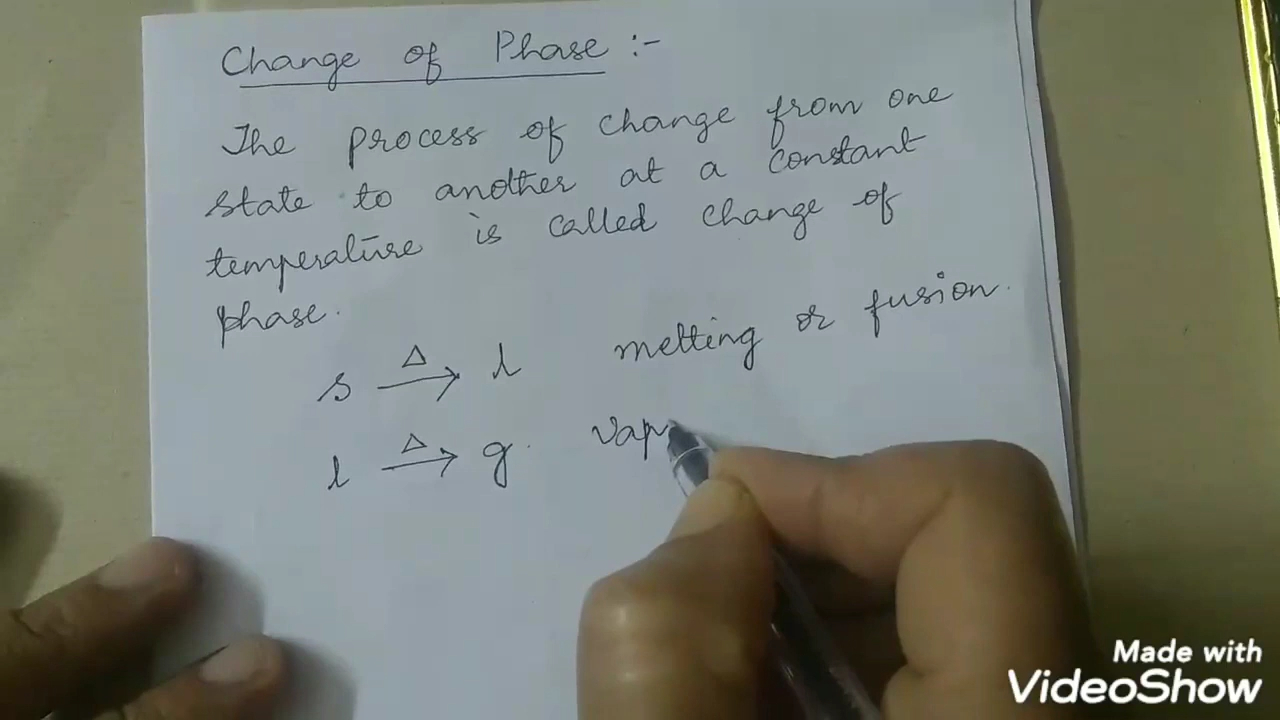 Change of Phase :-
The process of change from one
state to another at a constant
temperature is called change of
phase.
s Δ→ l melting or fusion.
l Δ→ g. vap
Made with
VideoShow